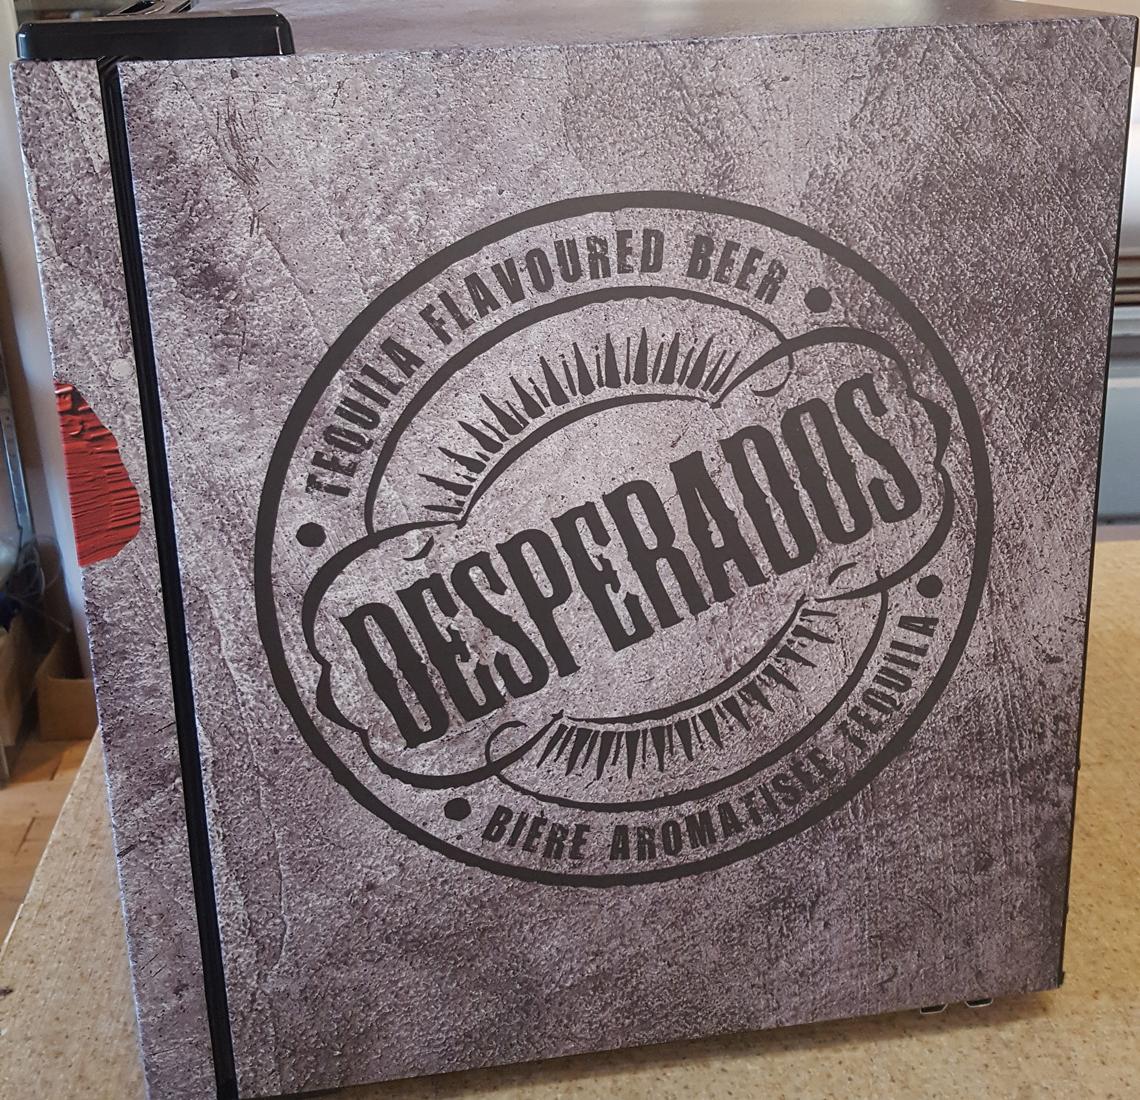 TEQUILA FLAVOURED BEER
DESPERADOS
BIÈRE AROMATISÉE TEQUILA